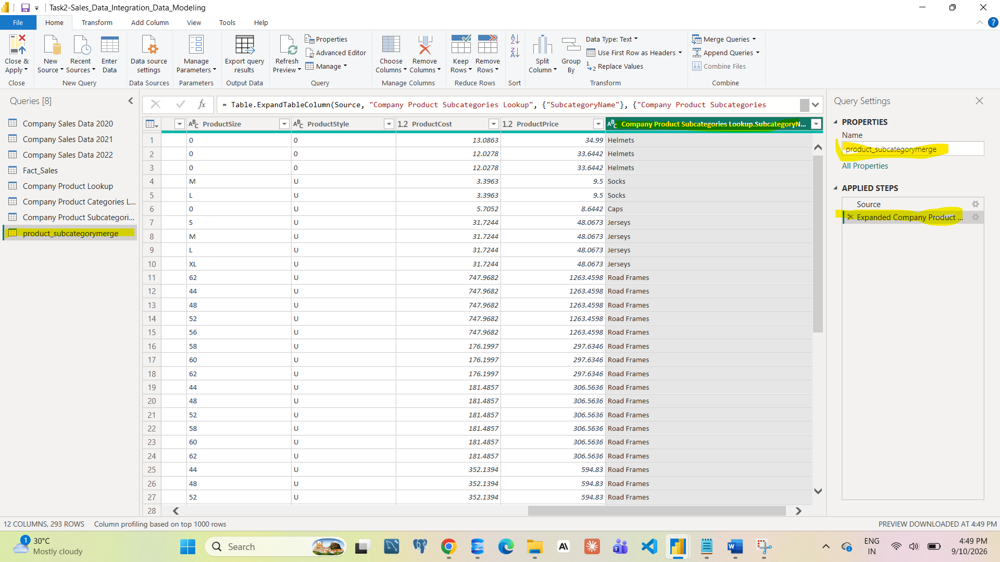 Task2-Sales_Data_Integration_Data_Modeling
File Home Transform Add Column View Tools Help
Close & Apply
Close
New Source
Recent Sources
Enter Data
New Query
Data source settings
Data Sources
Manage Parameters
Parameters
Export query results
Output Data
Refresh Preview
Properties
Advanced Editor
Manage
Query
Choose Columns
Remove Columns
Manage Columns
Keep Rows
Remove Rows
Reduce Rows
Sort
Split Column
Group By
Data Type: Text
Use First Row as Headers
Replace Values
Transform
Merge Queries
Append Queries
Combine Files
Combine
Queries [8]
Company Sales Data 2020
Company Sales Data 2021
Company Sales Data 2022
Fact_Sales
Company Product Lookup
Company Product Categories L...
Company Product Subcategori...
product_subcategorymerge
fx = Table.ExpandTableColumn(Source, "Company Product Subcategories Lookup", {"SubcategoryName"}, {"Company Product Subcategories
ABC ProductSize ABC ProductStyle 1.2 ProductCost 1.2 ProductPrice ABC Company Product Subcategories Lookup.SubcategoryN...
1 0 0 13.0863 34.99 Helmets
2 0 0 12.0278 33.6442 Helmets
3 0 0 12.0278 33.6442 Helmets
4 M U 3.3963 9.5 Socks
5 L U 3.3963 9.5 Socks
6 0 U 5.7052 8.6442 Caps
7 S U 31.7244 48.0673 Jerseys
8 M U 31.7244 48.0673 Jerseys
9 L U 31.7244 48.0673 Jerseys
10 XL U 31.7244 48.0673 Jerseys
11 62 U 747.9682 1263.4598 Road Frames
12 44 U 747.9682 1263.4598 Road Frames
13 48 U 747.9682 1263.4598 Road Frames
14 52 U 747.9682 1263.4598 Road Frames
15 56 U 747.9682 1263.4598 Road Frames
16 58 U 176.1997 297.6346 Road Frames
17 60 U 176.1997 297.6346 Road Frames
18 62 U 176.1997 297.6346 Road Frames
19 44 U 181.4857 306.5636 Road Frames
20 48 U 181.4857 306.5636 Road Frames
21 52 U 181.4857 306.5636 Road Frames
22 58 U 181.4857 306.5636 Road Frames
23 60 U 181.4857 306.5636 Road Frames
24 62 U 181.4857 306.5636 Road Frames
25 44 U 352.1394 594.83 Road Frames
26 48 U 352.1394 594.83 Road Frames
27 52 U 352.1394 594.83 Road Frames
28
Query Settings
PROPERTIES
Name
product_subcategorymerge
All Properties
APPLIED STEPS
Source
Expanded Company Product ...
12 COLUMNS, 293 ROWS Column profiling based on top 1000 rows
PREVIEW DOWNLOADED AT 4:49 PM
1
30°C
Mostly cloudy
Search
ENG
IN
4:49 PM
9/10/2026